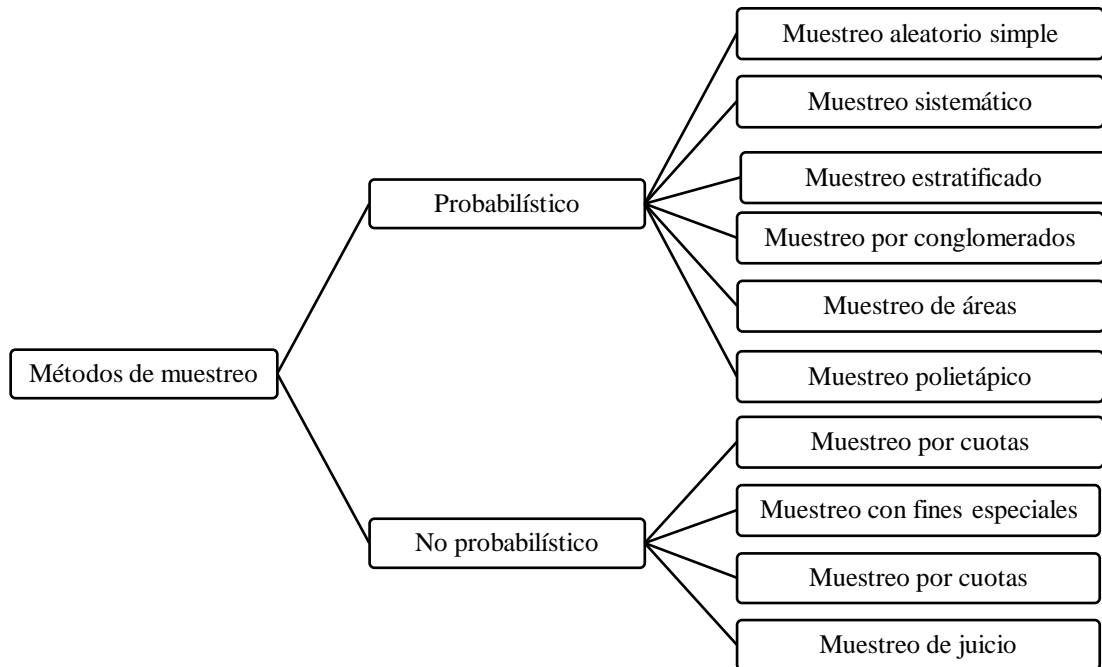 Métodos de muestreo
Probabilístico
Muestreo aleatorio simple
Muestreo sistemático
Muestreo estratificado
Muestreo por conglomerados
Muestreo de áreas
Muestreo polietápico
No probabilístico
Muestreo por cuotas
Muestreo con fines especiales
Muestreo por cuotas
Muestreo de juicio